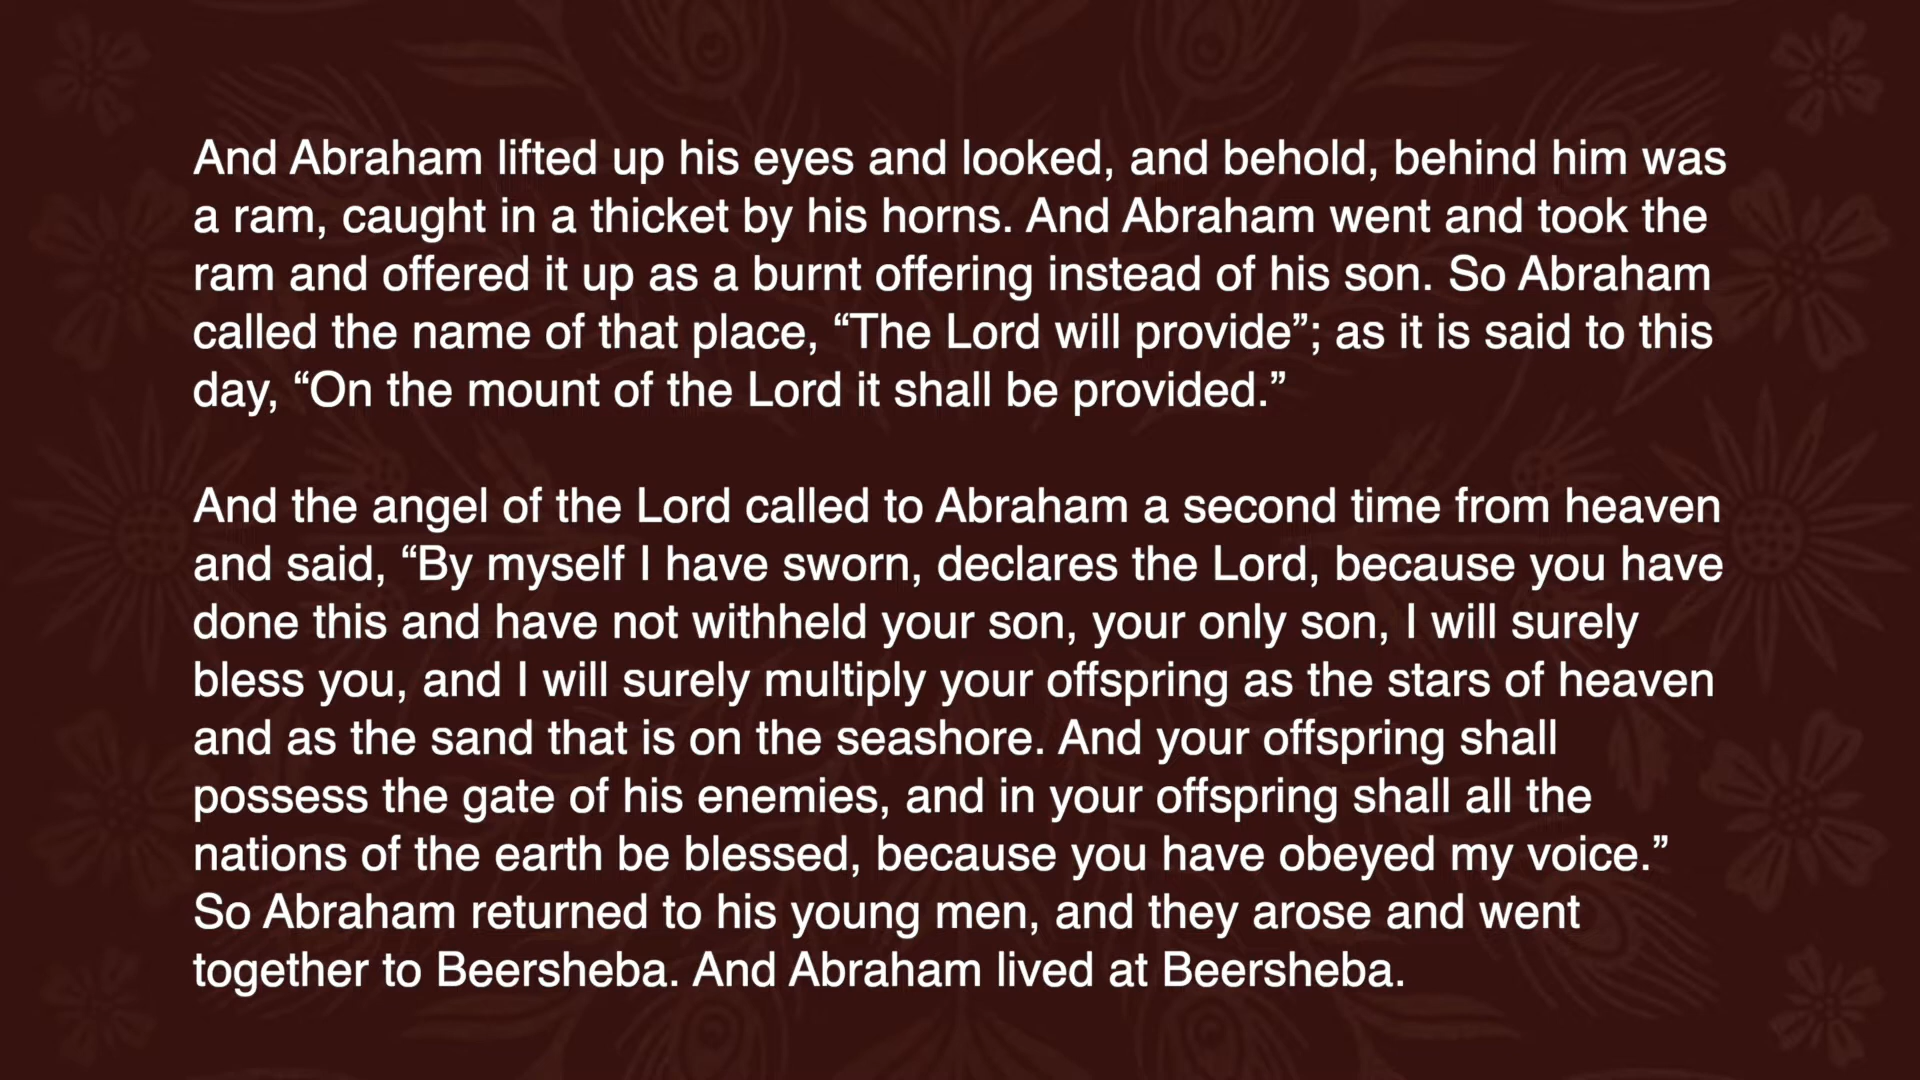 And Abraham lifted up his eyes and looked, and behold, behind him was
a ram, caught in a thicket by his horns. And Abraham went and took the
ram and offered it up as a burnt offering instead of his son. So Abraham
called the name of that place, “The Lord will provide”; as it is said to this
day, “On the mount of the Lord it shall be provided.”
And the angel of the Lord called to Abraham a second time from heaven
and said, “By myself I have sworn, declares the Lord, because you have
done this and have not withheld your son, your only son, I will surely
bless you, and I will surely multiply your offspring as the stars of heaven
and as the sand that is on the seashore. And your offspring shall
possess the gate of his enemies, and in your offspring shall all the
nations of the earth be blessed, because you have obeyed my voice.”
So Abraham returned to his young men, and they arose and went
together to Beersheba. And Abraham lived at Beersheba.